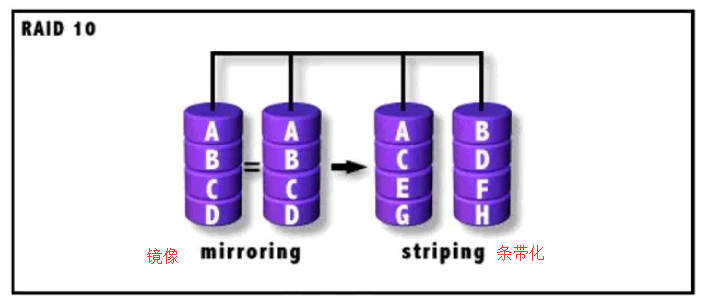 RAID 10
A A A B
B = B C D
C C E F
D D G H
镜像 mirroring striping 条带化